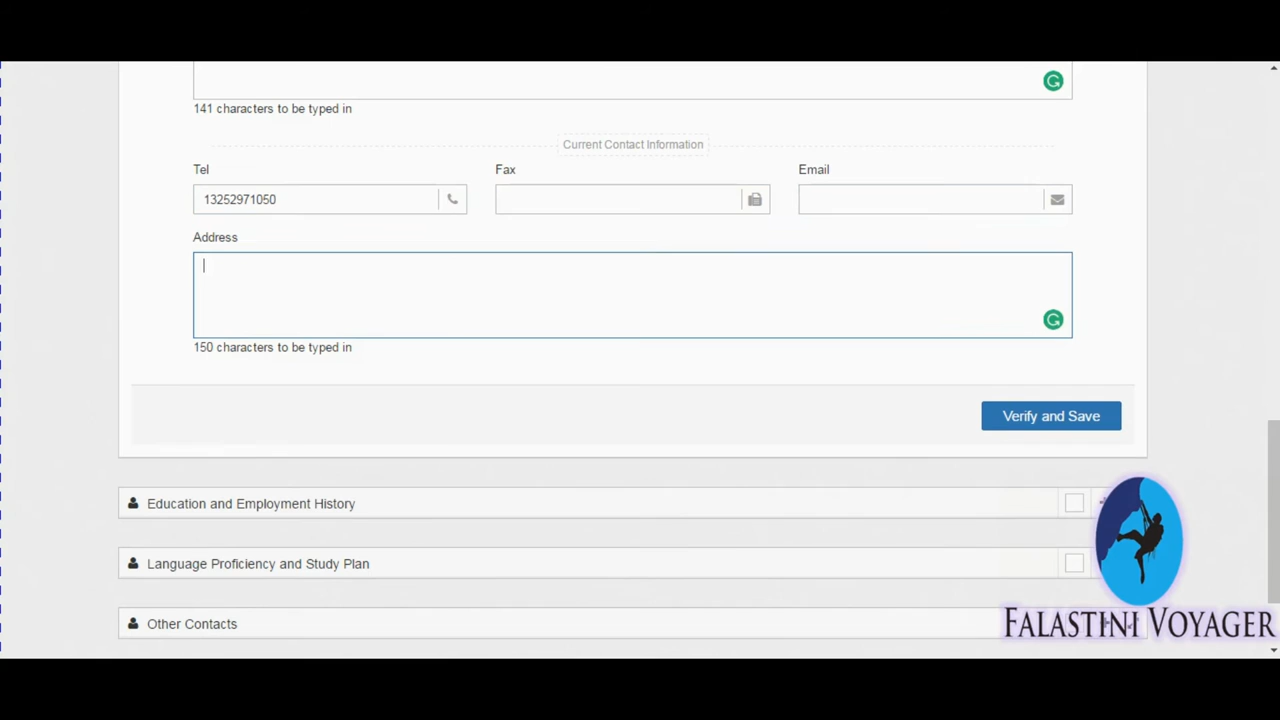 141 characters to be typed in
Current Contact Information
Tel
Fax
Email
13252971050
Address
150 characters to be typed in
Verify and Save
Education and Employment History
Language Proficiency and Study Plan
Other Contacts
FALASTINI VOYAGER